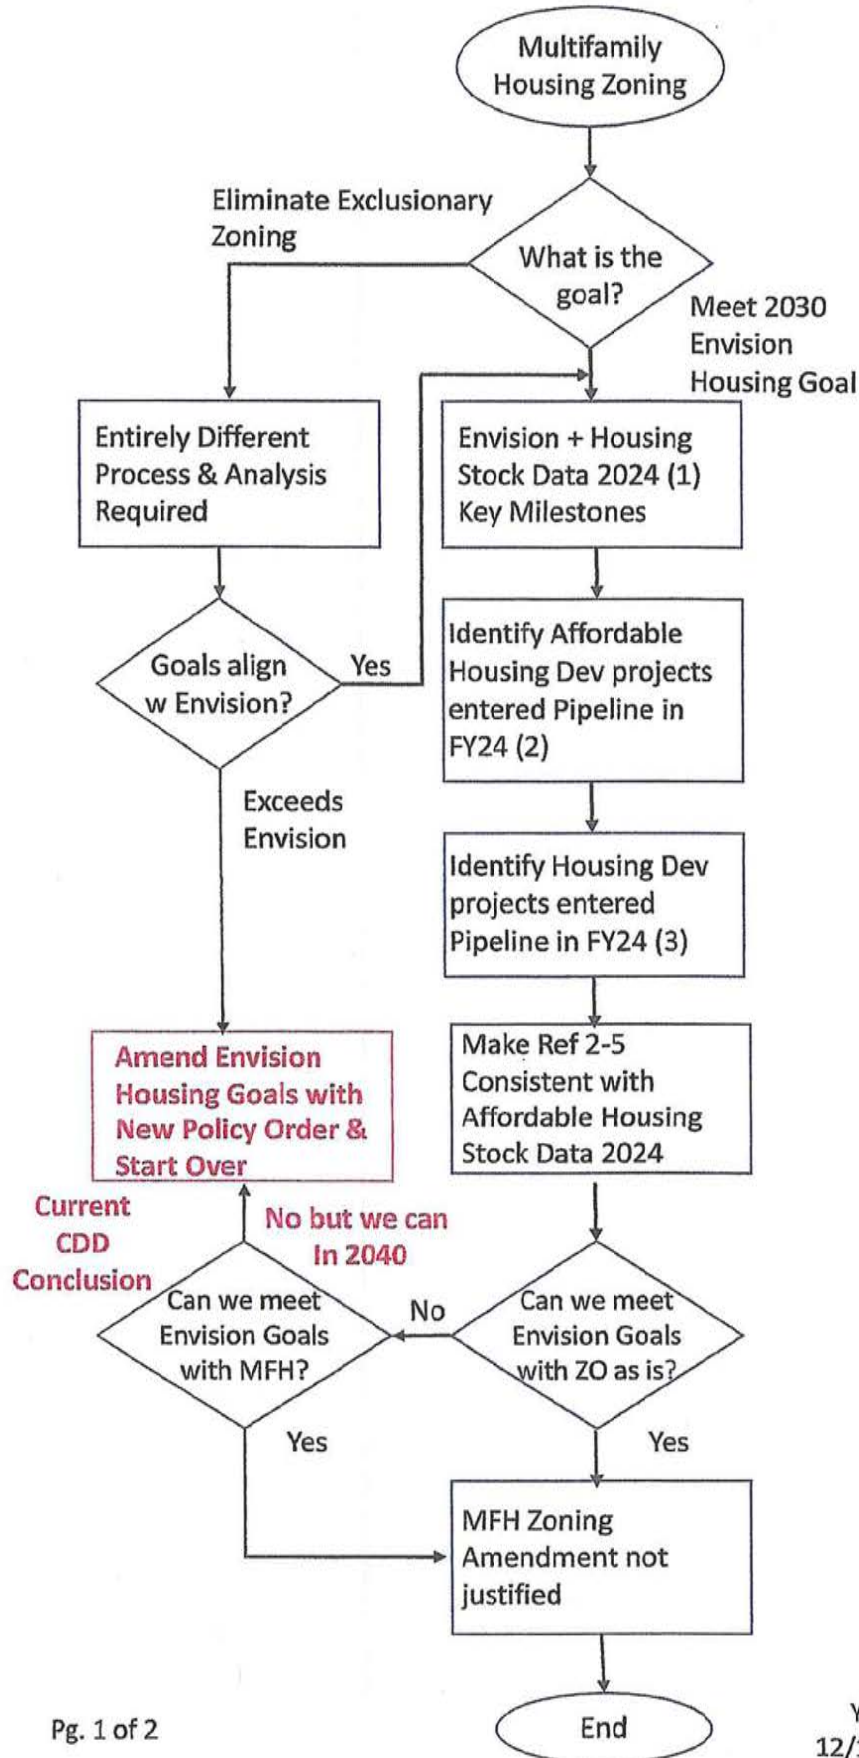 Multifamily
Housing Zoning
Eliminate Exclusionary
Zoning
What is the
goal?
Meet 2030
Envision
Housing Goal
Entirely Different
Process & Analysis
Required
Envision + Housing
Stock Data 2024 (1)
Key Milestones
Goals align
w Envision?
Yes
Identify Affordable
Housing Dev projects
entered Pipeline in
FY24 (2)
Exceeds
Envision
Identify Housing Dev
projects entered
Pipeline in FY24 (3)
Amend Envision
Housing Goals with
New Policy Order &
Start Over
Make Ref 2-5
Consistent with
Affordable Housing
Stock Data 2024
Current
CDD
Conclusion
No but we can
In 2040
Can we meet
Envision Goals
with MFH?
No
Can we meet
Envision Goals
with ZO as is?
Yes
Yes
MFH Zoning
Amendment not
justified
End
Pg. 1 of 2